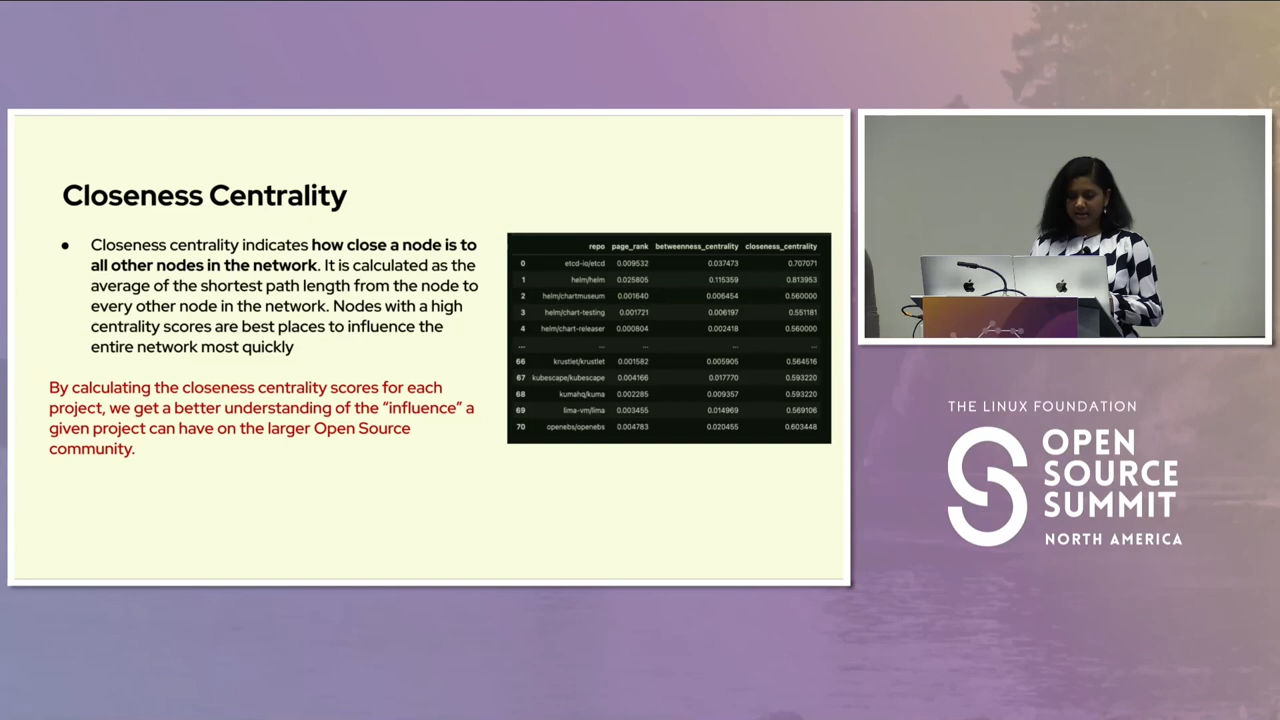 Closeness Centrality
● Closeness centrality indicates how close a node is to
all other nodes in the network. It is calculated as the
average of the shortest path length from the node to
every other node in the network. Nodes with a high
centrality scores are best places to influence the
entire network most quickly
By calculating the closeness centrality scores for each
project, we get a better understanding of the “influence” a
given project can have on the larger Open Source
community.
repo page_rank betweenness_centrality closeness_centrality
0 etcd-io/etcd 0.009532 0.037473 0.707071
1 helm/helm 0.025805 0.115359 0.813953
2 helm/chartmuseum 0.001640 0.006454 0.560000
3 helm/chart-testing 0.001721 0.006197 0.551181
4 helm/chart-releaser 0.000804 0.002418 0.560000
... ... ... ... ...
66 krustlet/krustlet 0.001582 0.005905 0.564516
67 kubescape/kubescape 0.004166 0.017770 0.593220
68 kumahq/kuma 0.002285 0.009357 0.593220
69 lima-vm/lima 0.003455 0.014969 0.569106
70 openebs/openebs 0.004783 0.020455 0.603448
THE LINUX FOUNDATION
OPEN
SOURCE
SUMMIT
NORTH AMERICA